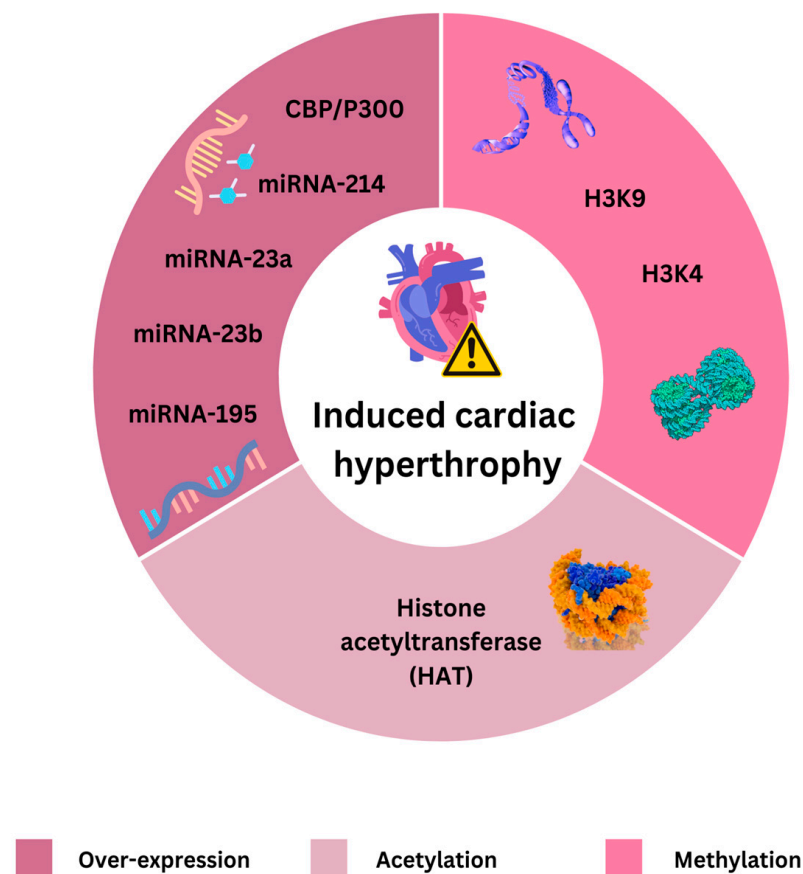 CBP/P300
miRNA-214
miRNA-23a
miRNA-23b
miRNA-195
H3K9
H3K4
Induced cardiac
hyperthrophy
Histone
acetyltransferase
(HAT)
Over-expression
Acetylation
Methylation